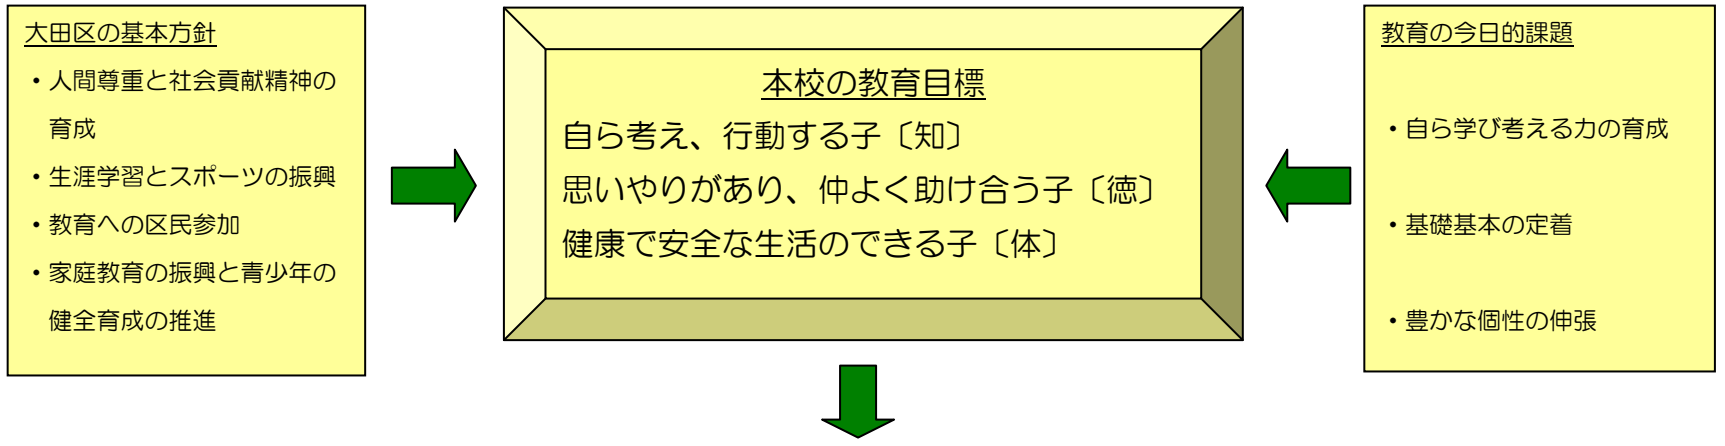 大田区の基本方針
・人間尊重と社会貢献精神の
育成
・生涯学習とスポーツの振興
・教育への区民参加
・家庭教育の振興と青少年の
健全育成の推進
本校の教育目標
自ら考え、行動する子〔知〕
思いやりがあり、仲よく助け合う子〔徳〕
健康で安全な生活のできる子〔体〕
教育の今日的課題
・自ら学び考える力の育成
・基礎基本の定着
・豊かな個性の伸張